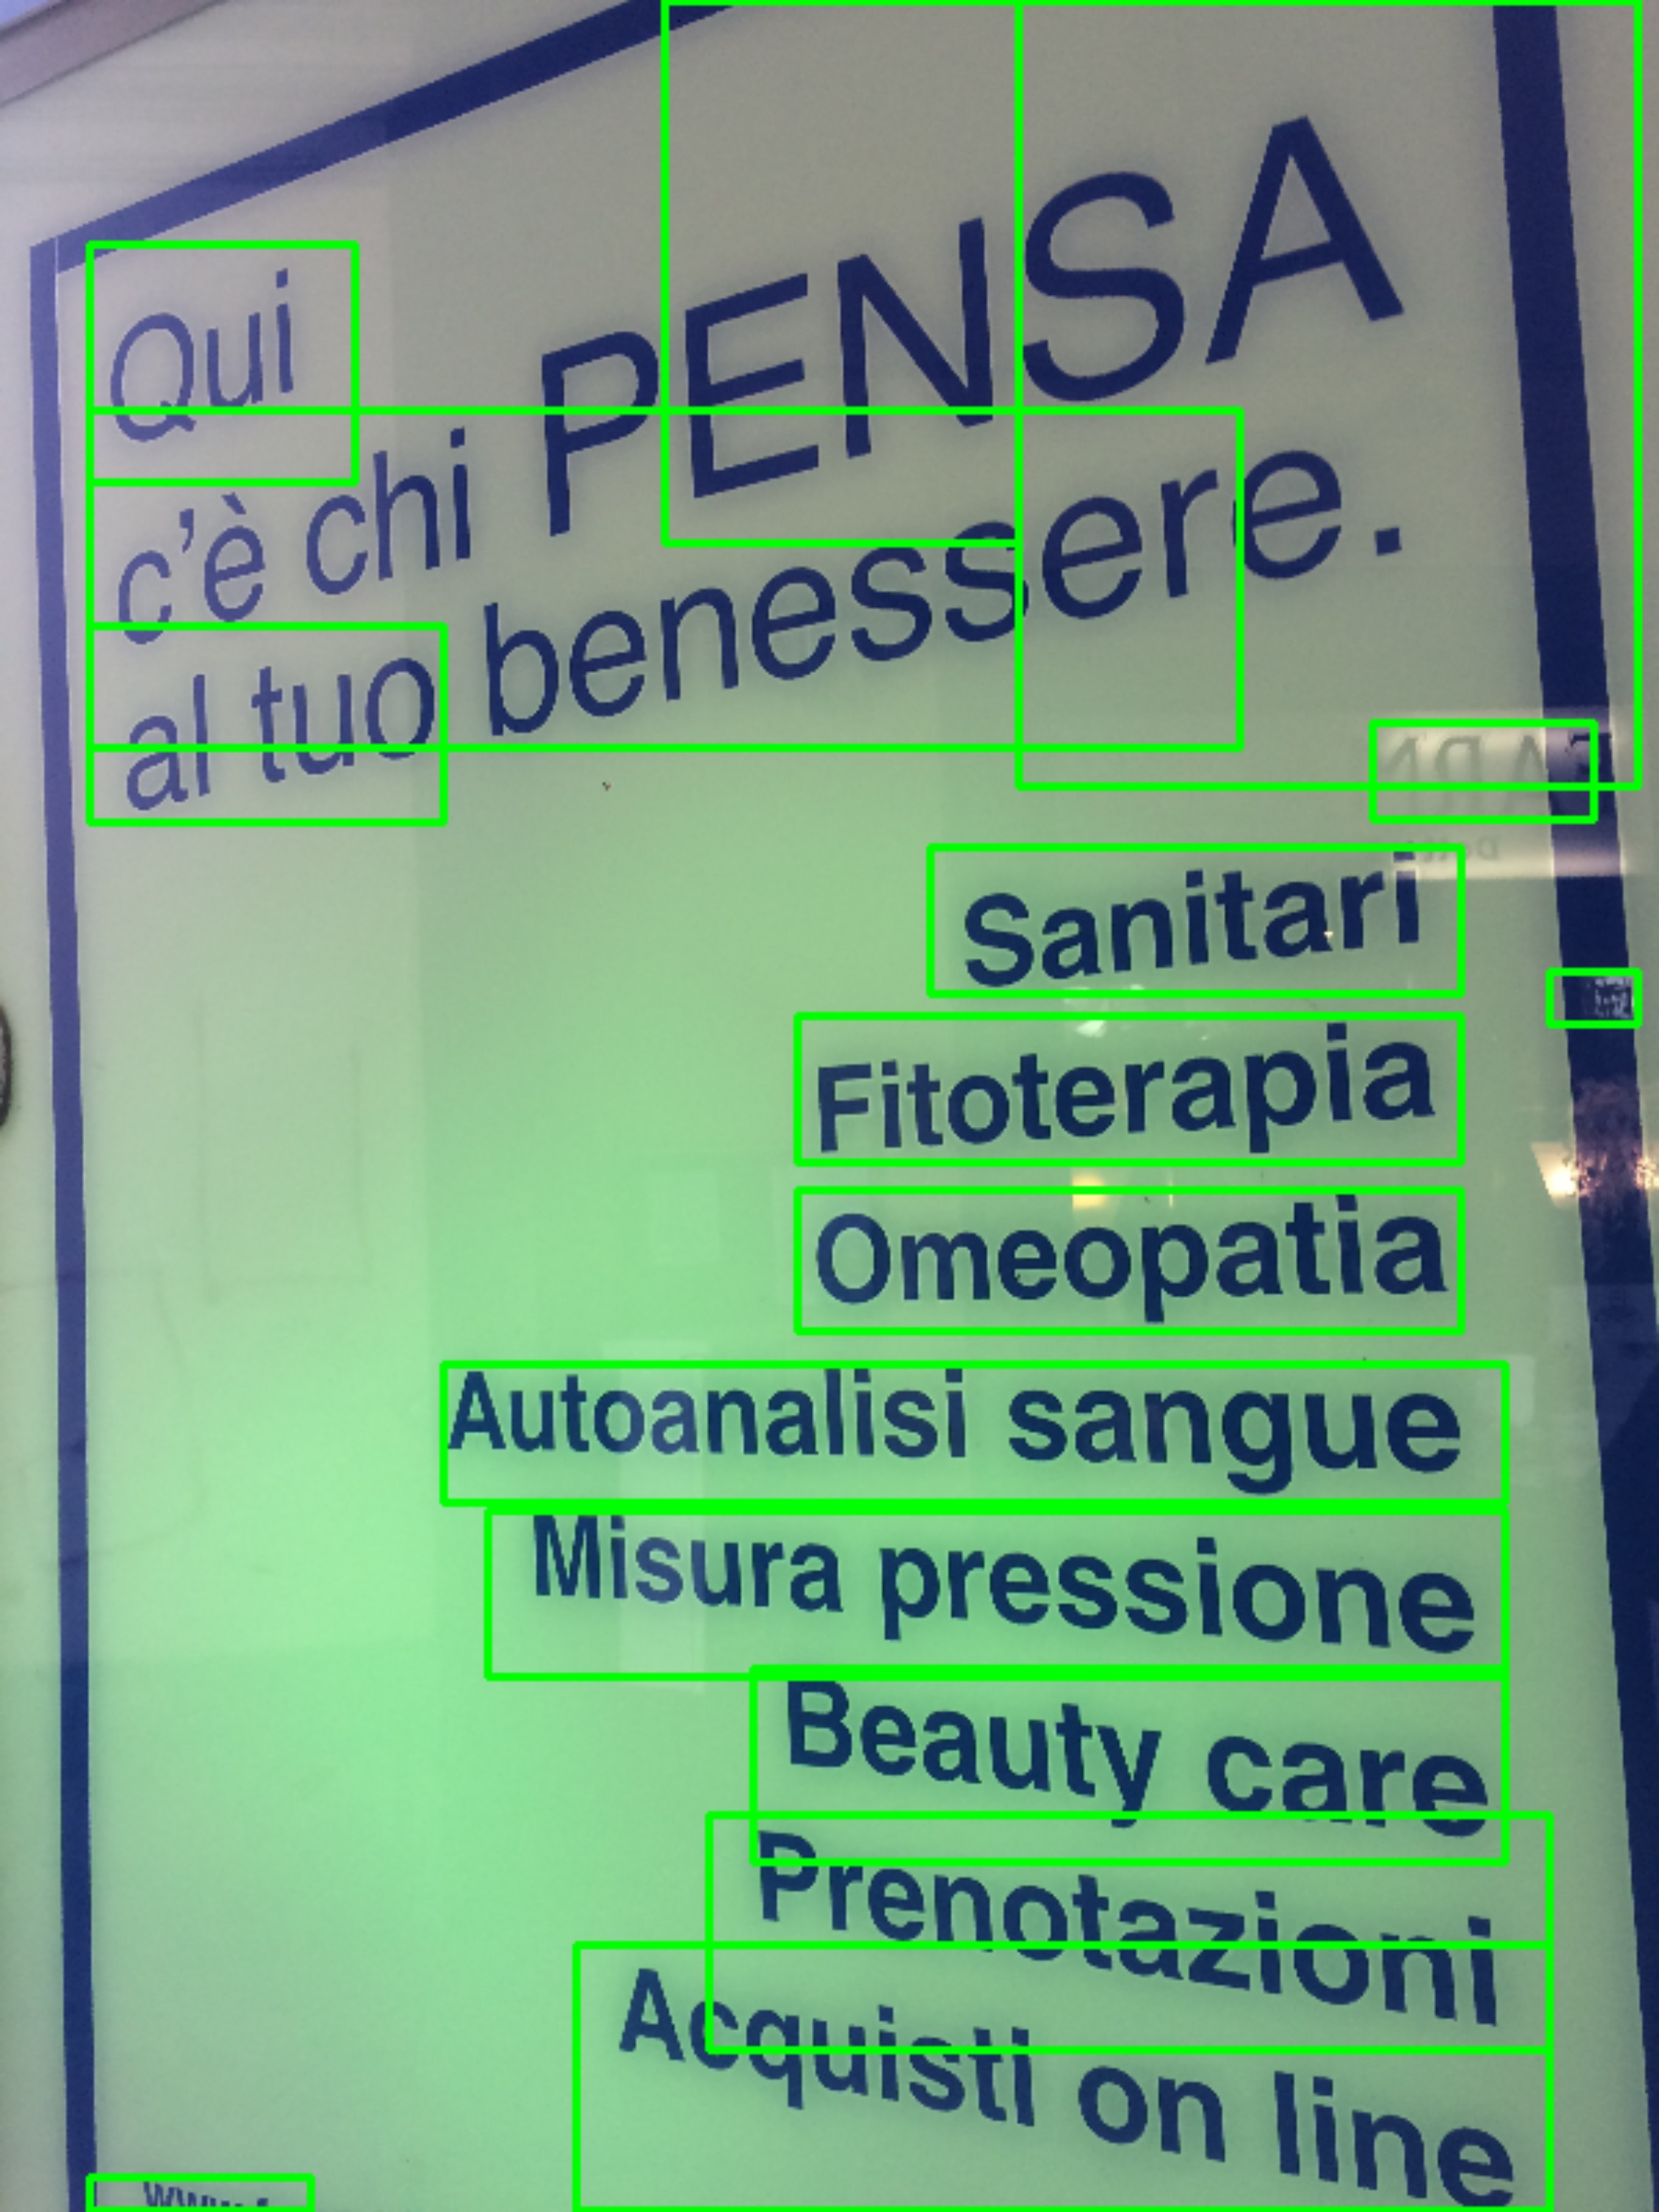 Qui
c'è chi PENSA
al tuo benessere.
Sanitari
Fitoterapia
Omeopatia
Autoanalisi sangue
Misura pressione
Beauty care
Prenotazioni
Acquisti on line